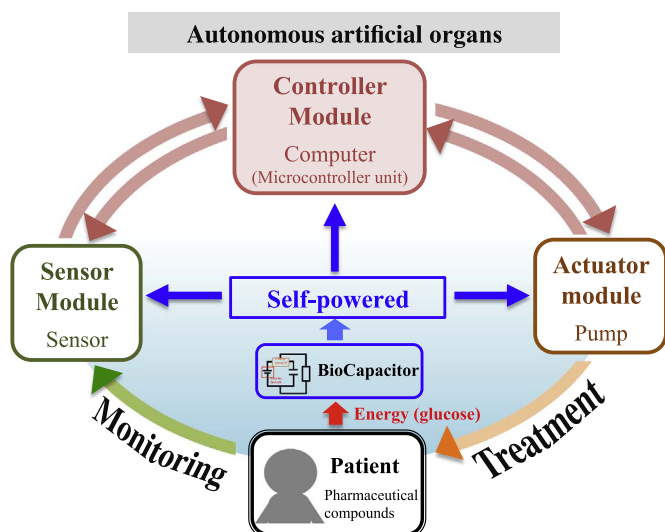 Autonomous artificial organs
Controller
Module
Computer
(Microcontroller unit)
Sensor
Module
Sensor
Self-powered
Actuator
module
Pump
BioCapacitor
Energy (glucose)
Monitoring
Treatment
Patient
Pharmaceutical
compounds